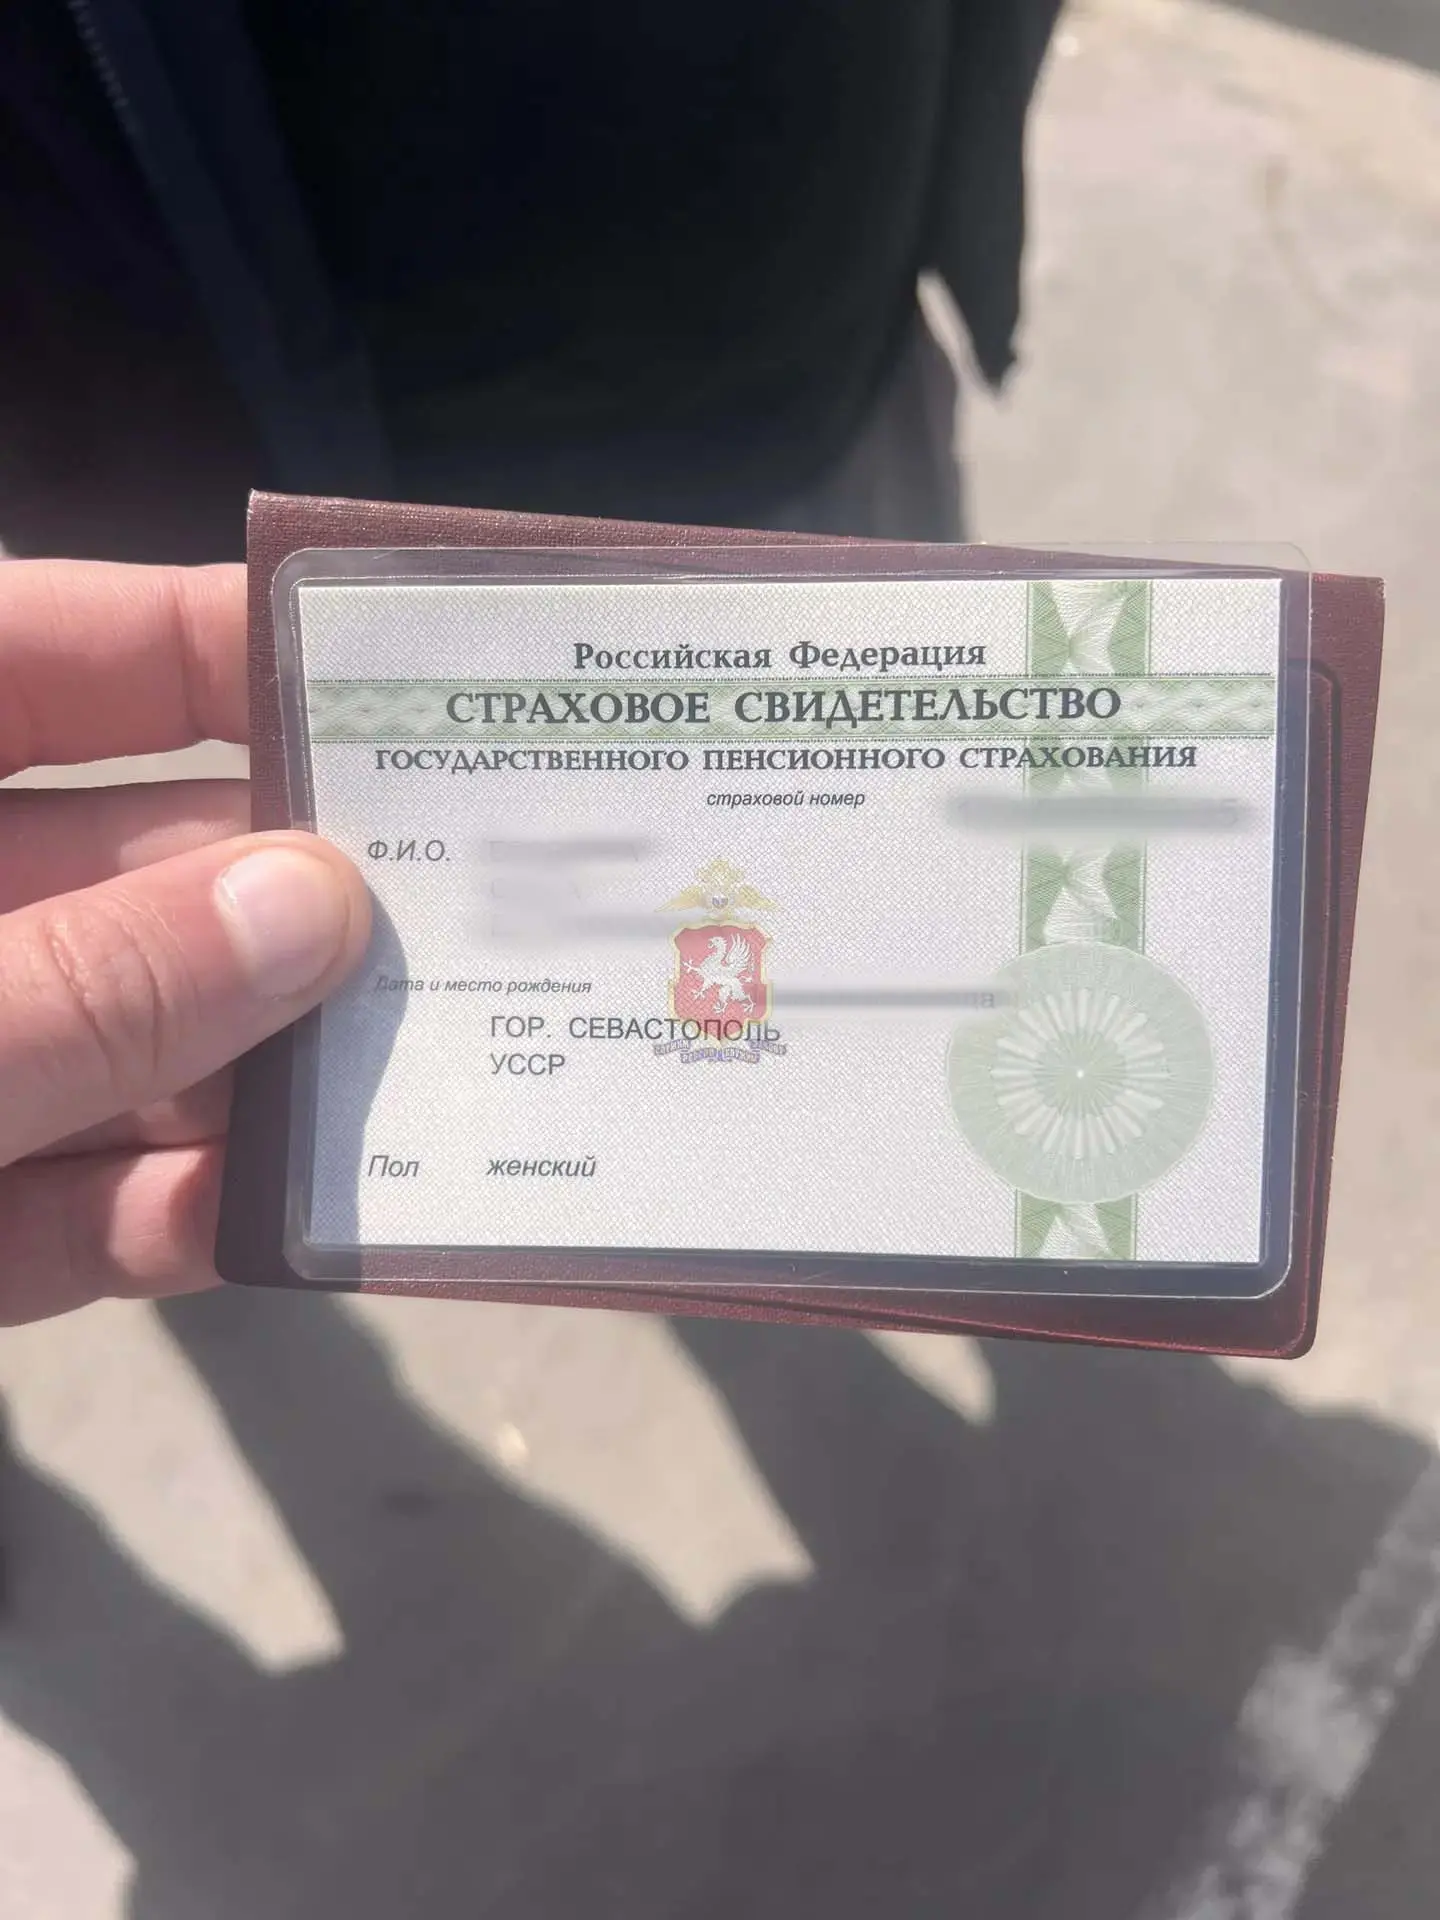 Российская Федерация
СТРАХОВОЕ СВИДЕТЕЛЬСТВО
ГОСУДАРСТВЕННОГО ПЕНСИОННОГО СТРАХОВАНИЯ
страховой номер
Ф.И.О.
Дата и место рождения
ГОР. СЕВАСТОПОЛЬ
УССР
Пол женский